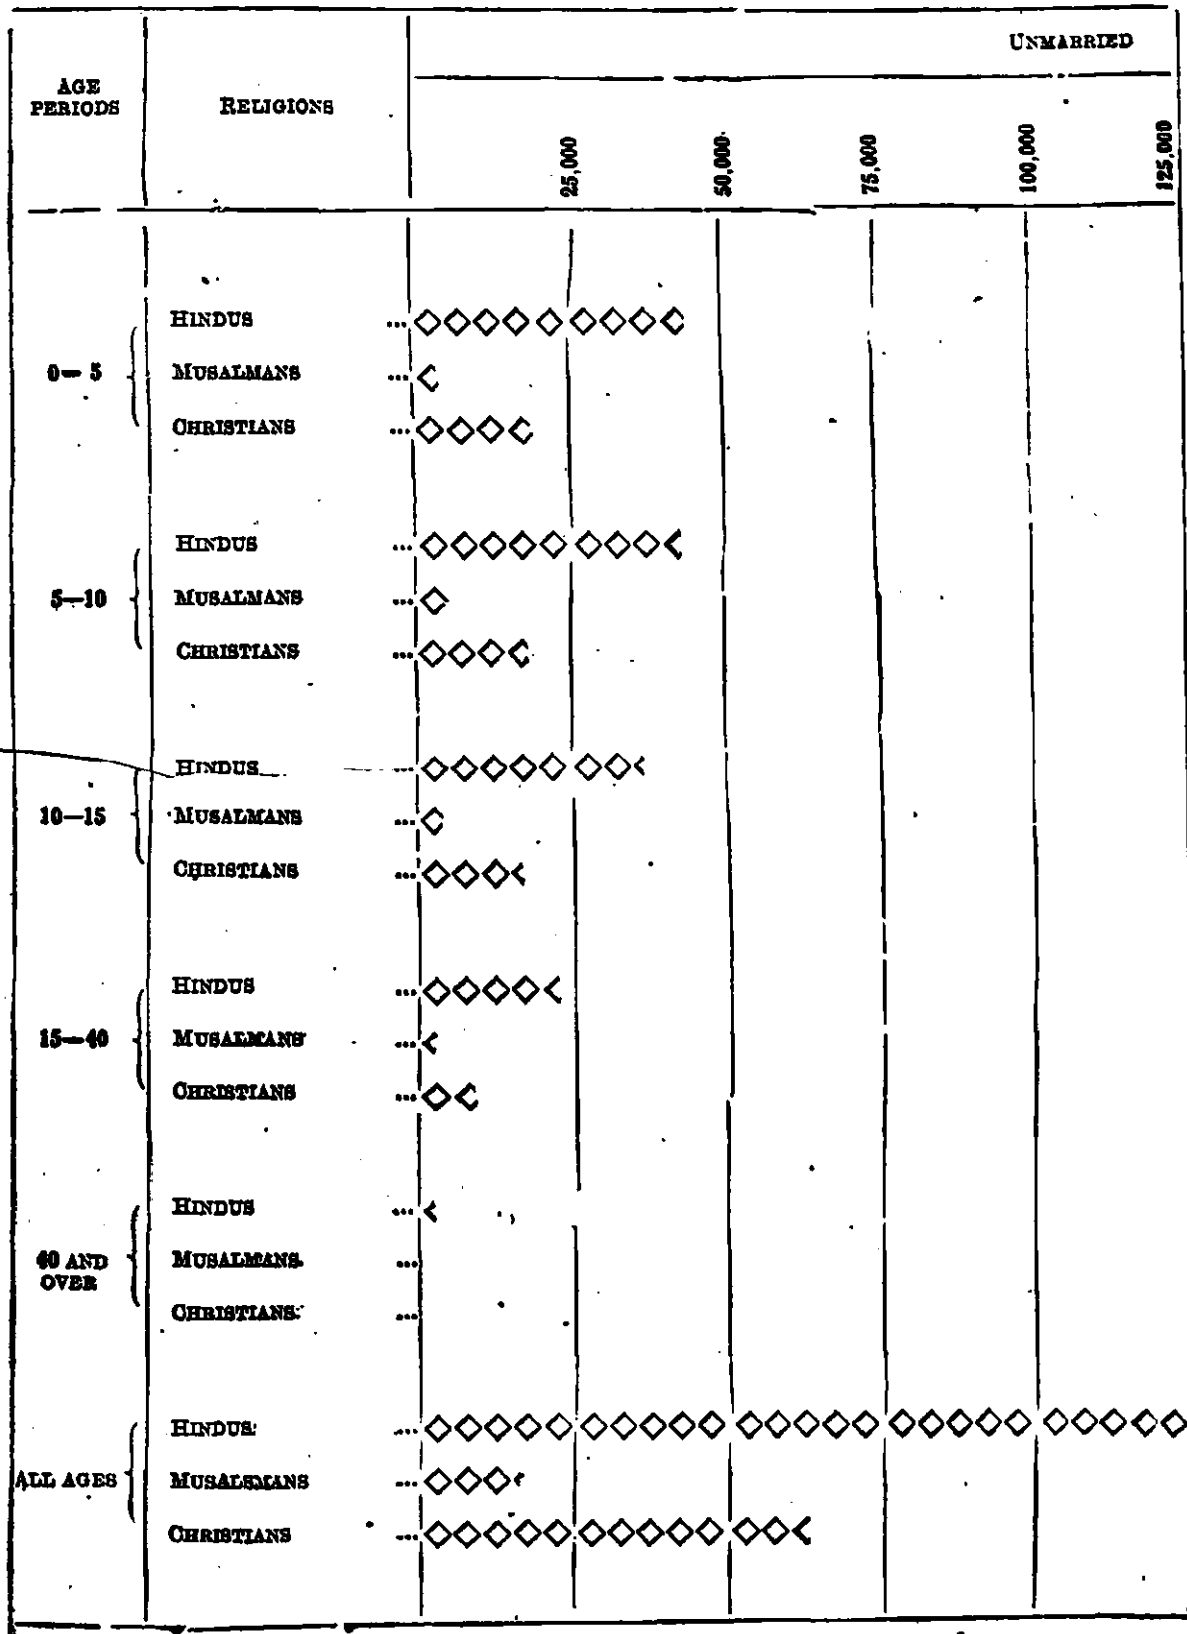 UNMARRIED
AGE PERIODS
RELIGIONS
25,000
50,000
75,000
100,000
125,000
0—5
HINDUS ...
MUSALMANS ...
CHRISTIANS ...
5—10
HINDUS ...
MUSALMANS ...
CHRISTIANS ...
10—15
HINDUS ...
MUSALMANS ...
CHRISTIANS ...
15—40
HINDUS ...
MUSALMANS ...
CHRISTIANS ...
40 AND OVER
HINDUS ...
MUSALMANS ...
CHRISTIANS ...
ALL AGES
HINDUS ...
MUSALSMANS ...
CHRISTIANS ...